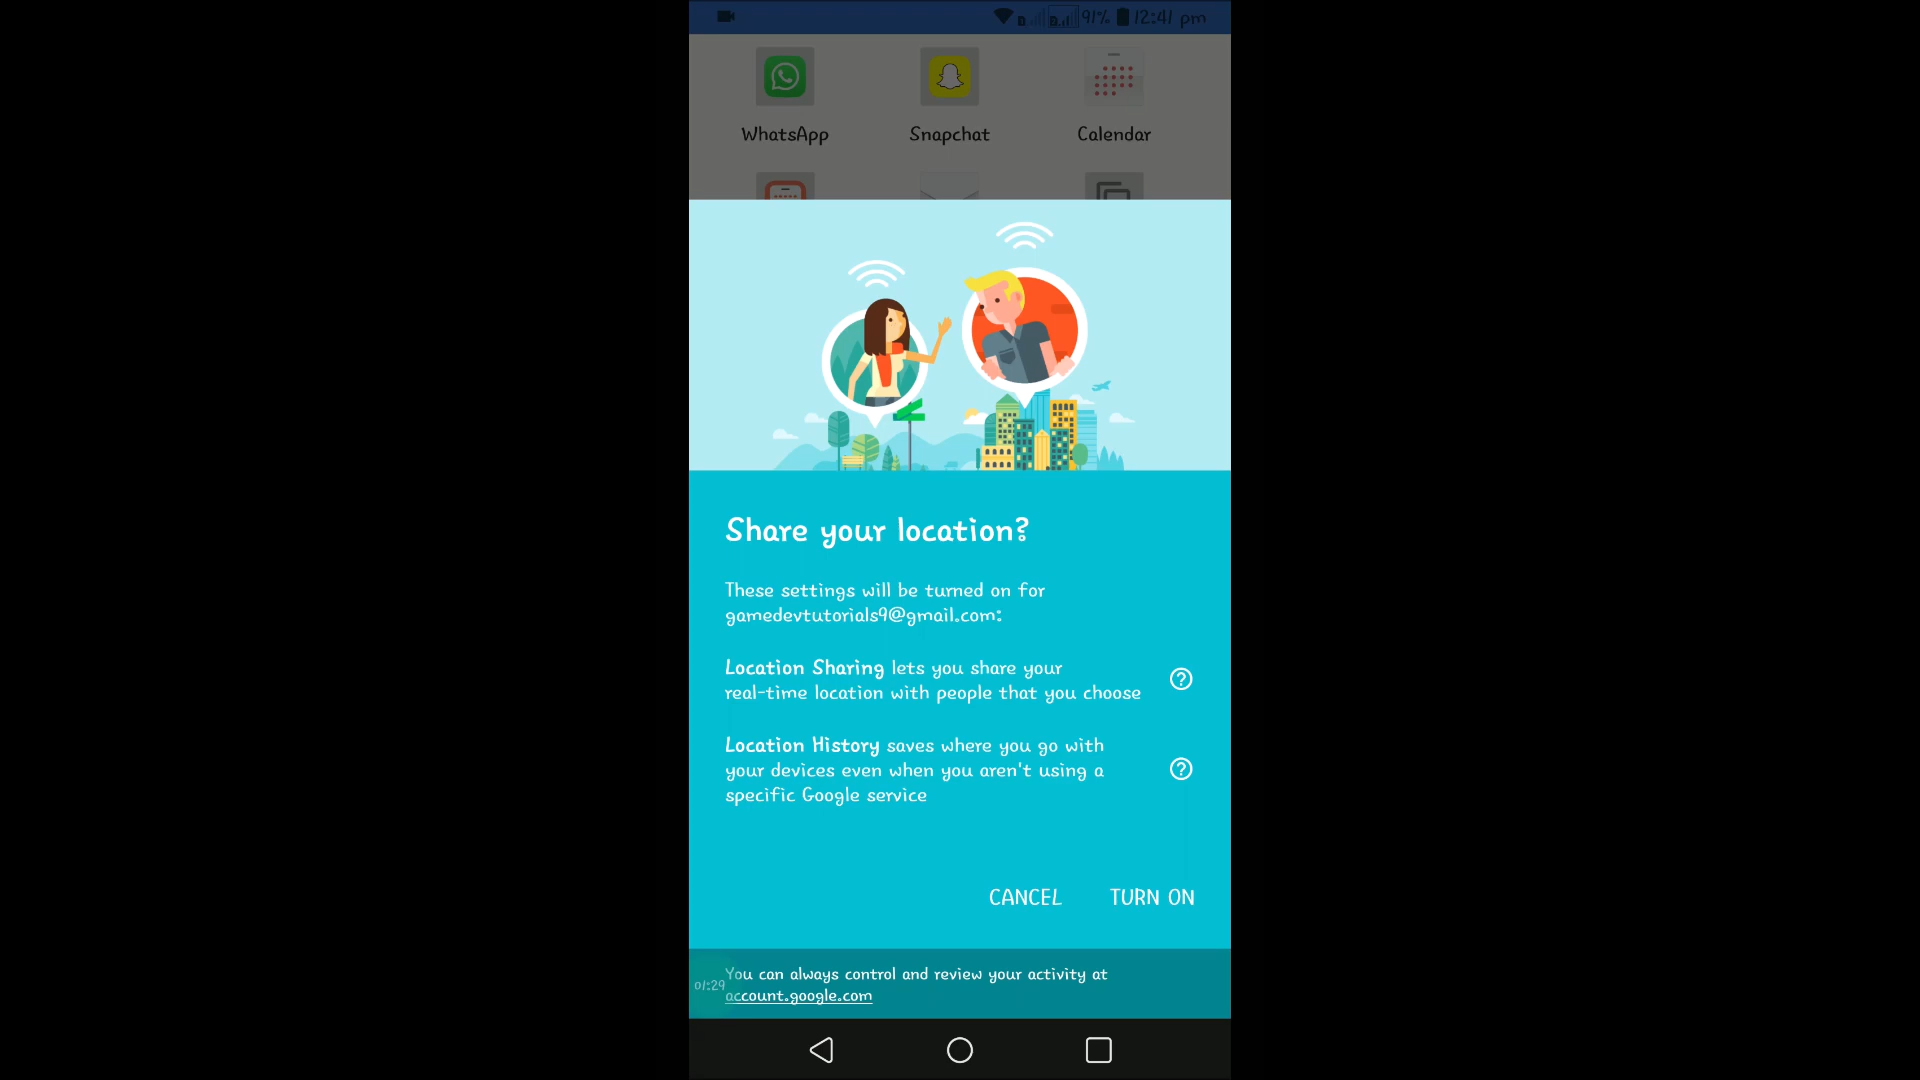 91% 12:41 pm
WhatsApp Snapchat Calendar
Share your location?
These settings will be turned on for
gamedevtutorials9@gmail.com:
Location Sharing lets you share your
real-time location with people that you choose
Location History saves where you go with
your devices even when you aren't using a
specific Google service
CANCEL TURN ON
You can always control and review your activity at
01:29
account.google.com